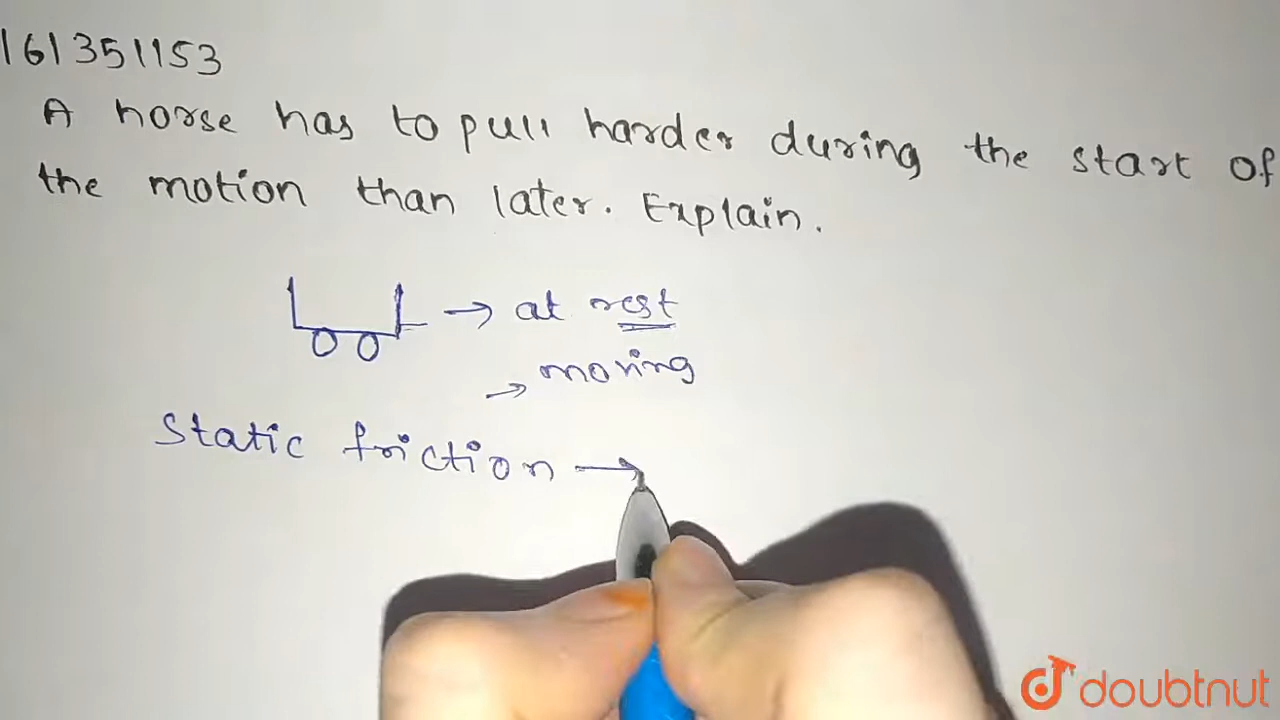 161351153
A horse has to pull harder during the start of
the motion than later. Explain.
→ at rest
→ moving
Static friction →
doubtnut